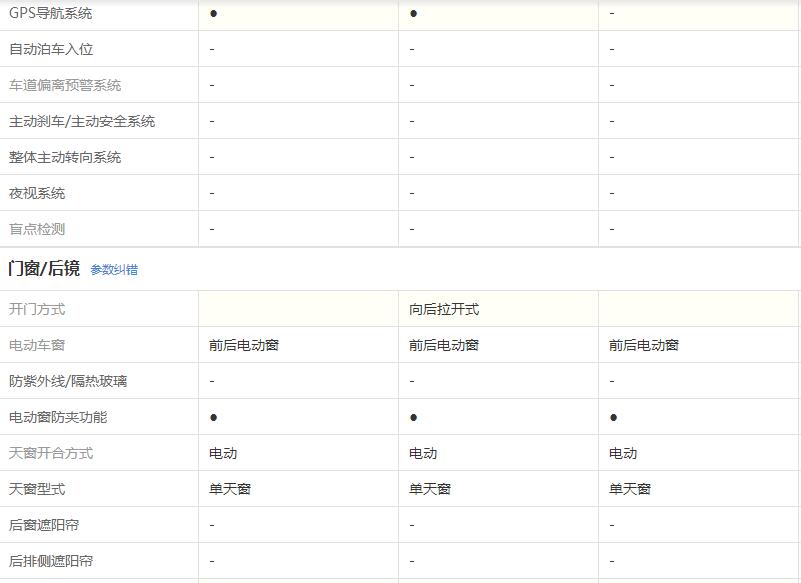 GPS导航系统 ● ● -
自动泊车入位 - - -
车道偏离预警系统 - - -
主动刹车/主动安全系统 - - -
整体主动转向系统 - - -
夜视系统 - - -
盲点检测 - - -
门窗/后镜 参数纠错
开门方式 向后拉开式
电动车窗 前后电动窗 前后电动窗 前后电动窗
防紫外线/隔热玻璃 - - -
电动窗防夹功能 ● ● ●
天窗开合方式 电动 电动 电动
天窗型式 单天窗 单天窗 单天窗
后窗遮阳帘 - - -
后排侧遮阳帘 - - -